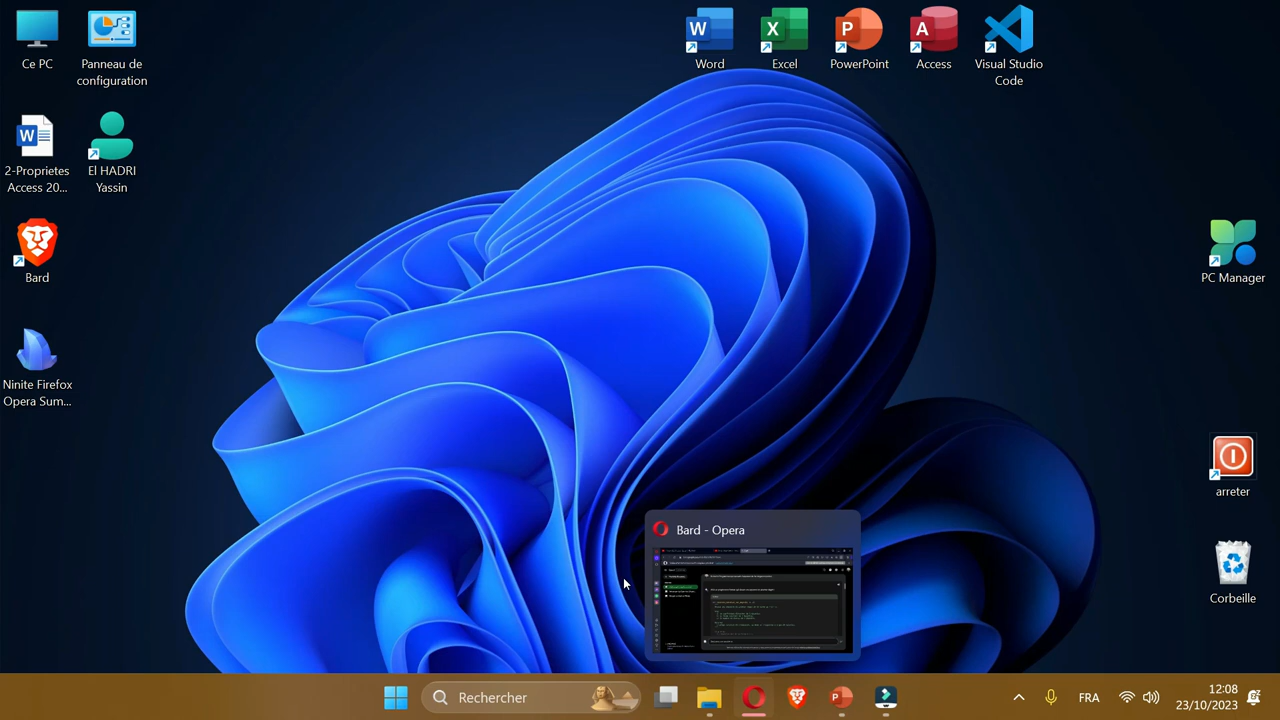 Ce PC
Panneau de
configuration
Word
Excel
PowerPoint
Access
Visual Studio
Code
2-Proprietes
Access 20...
El HADRI
Yassin
Bard
PC Manager
Ninite Firefox
Opera Sum...
arreter
Corbeille
Bard - Opera
Rechercher
FRA
12:08
23/10/2023